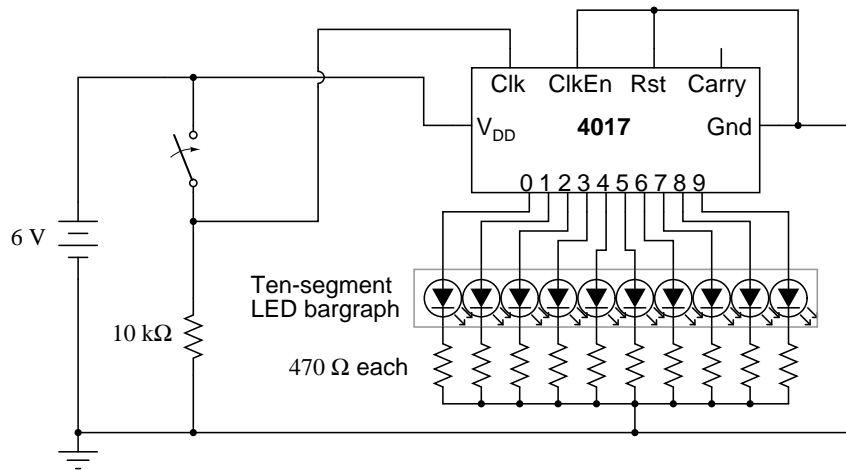 Clk ClkEn Rst Carry
V_DD 4017 Gnd
0 1 2 3 4 5 6 7 8 9
6 V
Ten-segment
LED bargraph
10 kΩ
470 Ω each